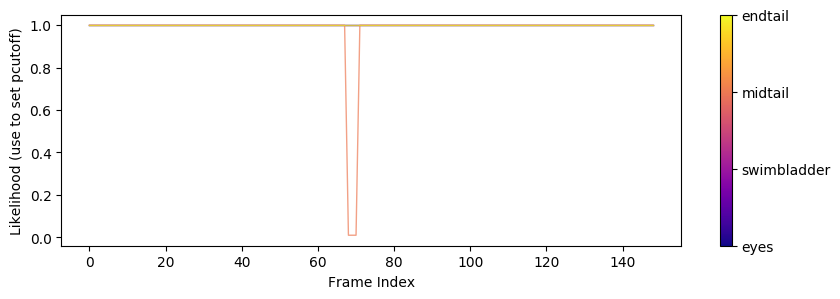 Likelihood (use to set pcutoff)
1.0
0.8
0.6
0.4
0.2
0.0
0 20 40 60 80 100 120 140
Frame Index
endtail
midtail
swimbladder
eyes